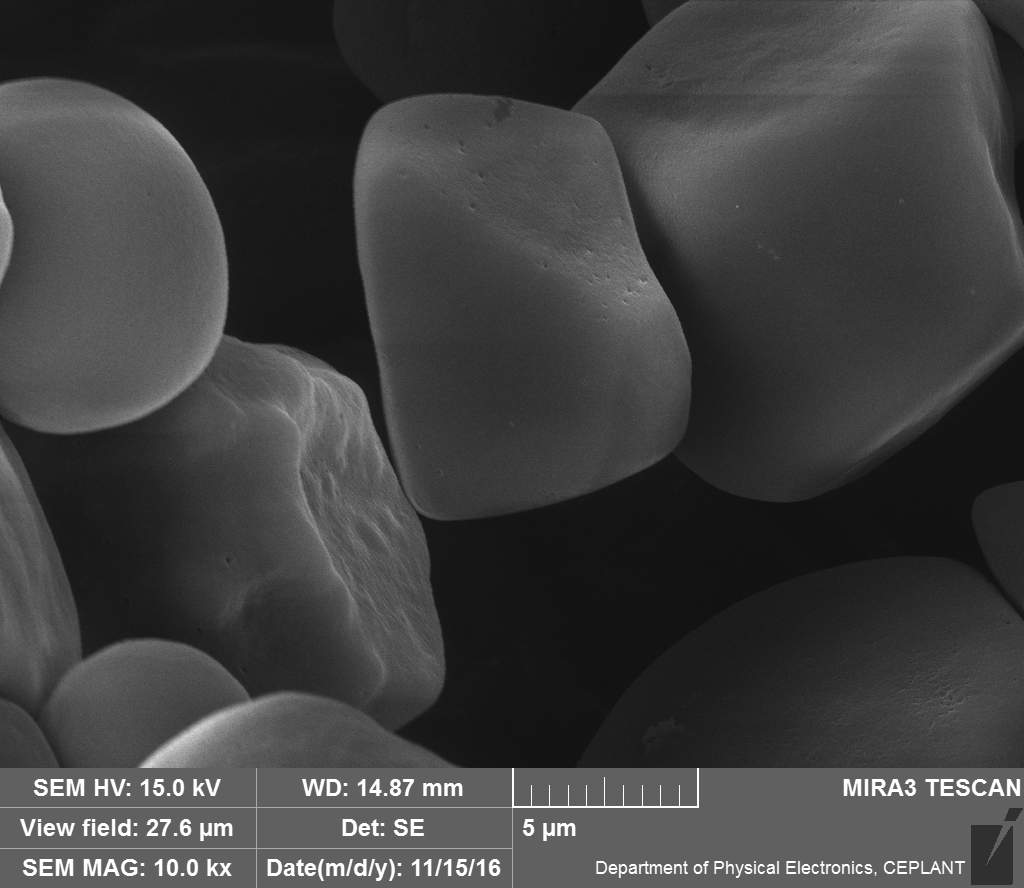 SEM HV: 15.0 kV
WD: 14.87 mm
MIRA3 TESCAN
View field: 27.6 µm
Det: SE
5 µm
SEM MAG: 10.0 kx
Date(m/d/y): 11/15/16
Department of Physical Electronics, CEPLANT